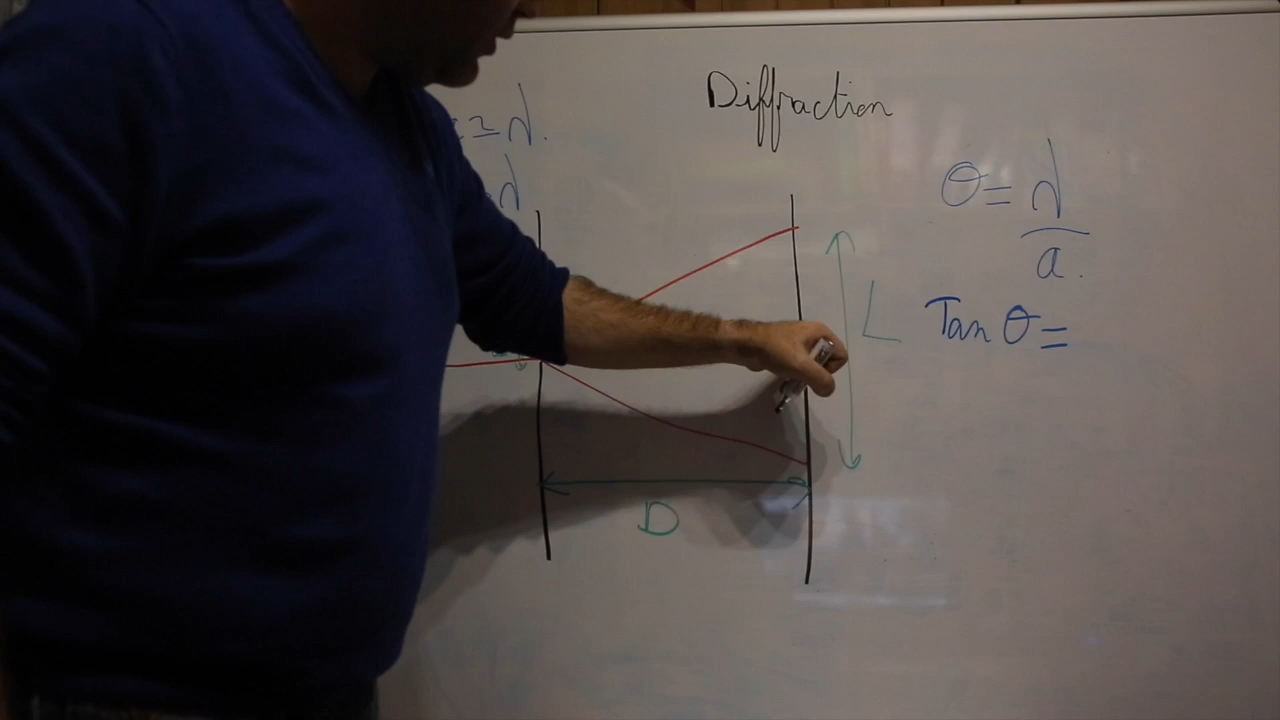 Diffraction
≃ λ.
λ
θ = λ
a.
L
Tan θ =
D